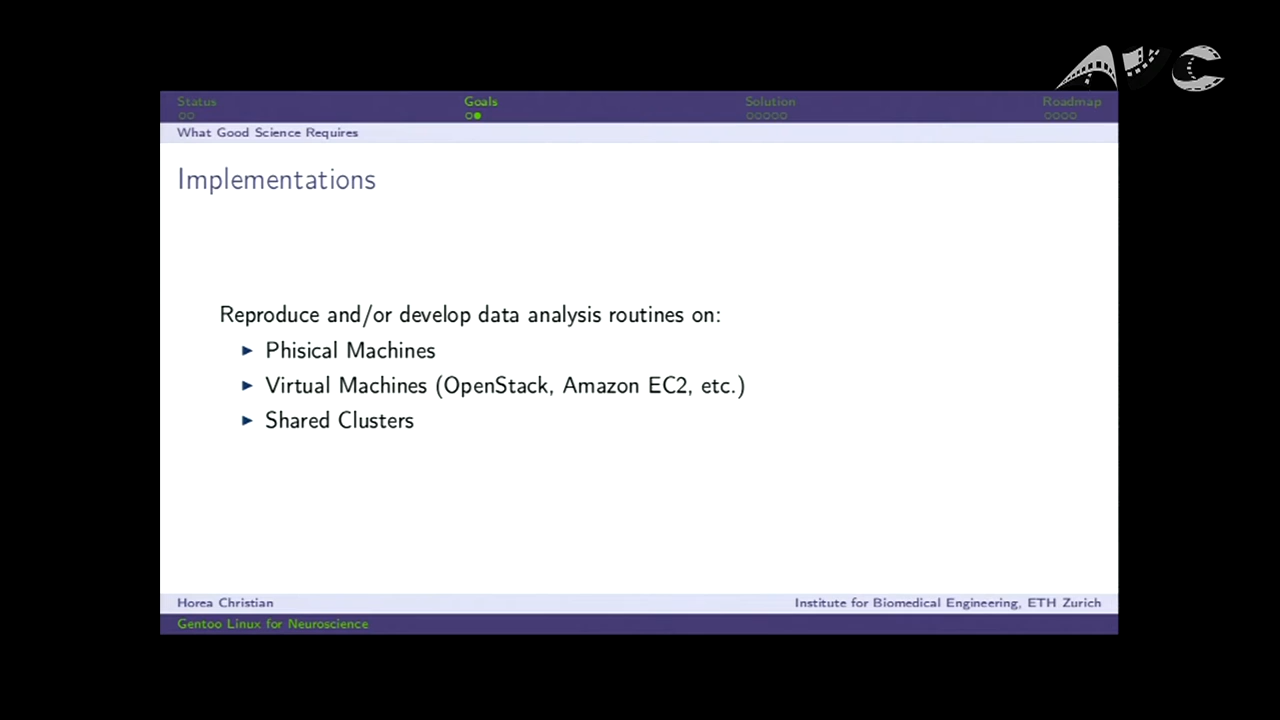 AVC
Status Goals Solution Roadmap
What Good Science Requires
Implementations
Reproduce and/or develop data analysis routines on:
Phisical Machines
Virtual Machines (OpenStack, Amazon EC2, etc.)
Shared Clusters
Horea Christian Institute for Biomedical Engineering, ETH Zurich
Gentoo Linux for Neuroscience